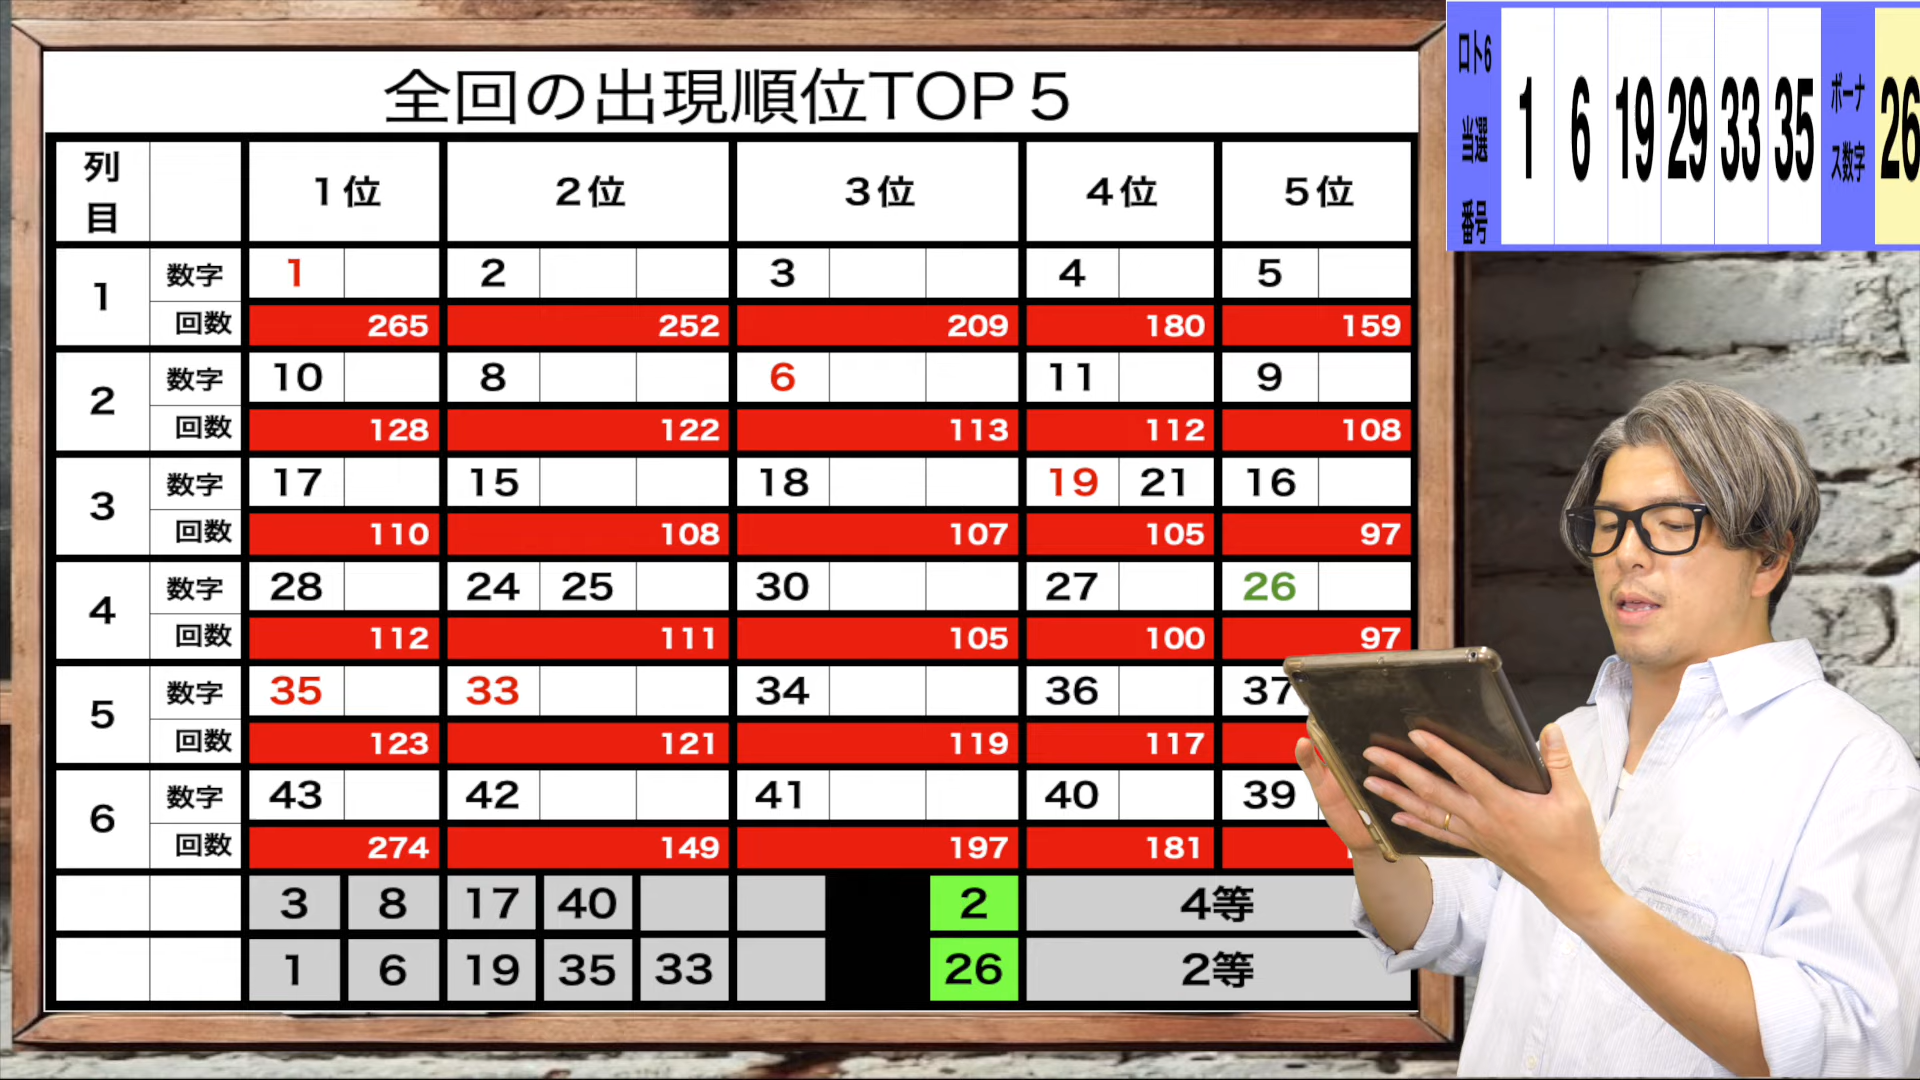 全回の出現順位TOP５
列目 １位 ２位 ３位 ４位 ５位
1 数字 1 2 3 4 5
回数 265 252 209 180 159
2 数字 10 8 6 11 9
回数 128 122 113 112 108
3 数字 17 15 18 19 21 16
回数 110 108 107 105 97
4 数字 28 24 25 30 27 26
回数 112 111 105 100 97
5 数字 35 33 34 36 37
回数 123 121 119 117
6 数字 43 42 41 40 39
回数 274 149 197 181
3 8 17 40 2 4等
1 6 19 35 33 26 2等
ロト6 当選番号 1 6 19 29 33 35 ボーナス数字 26